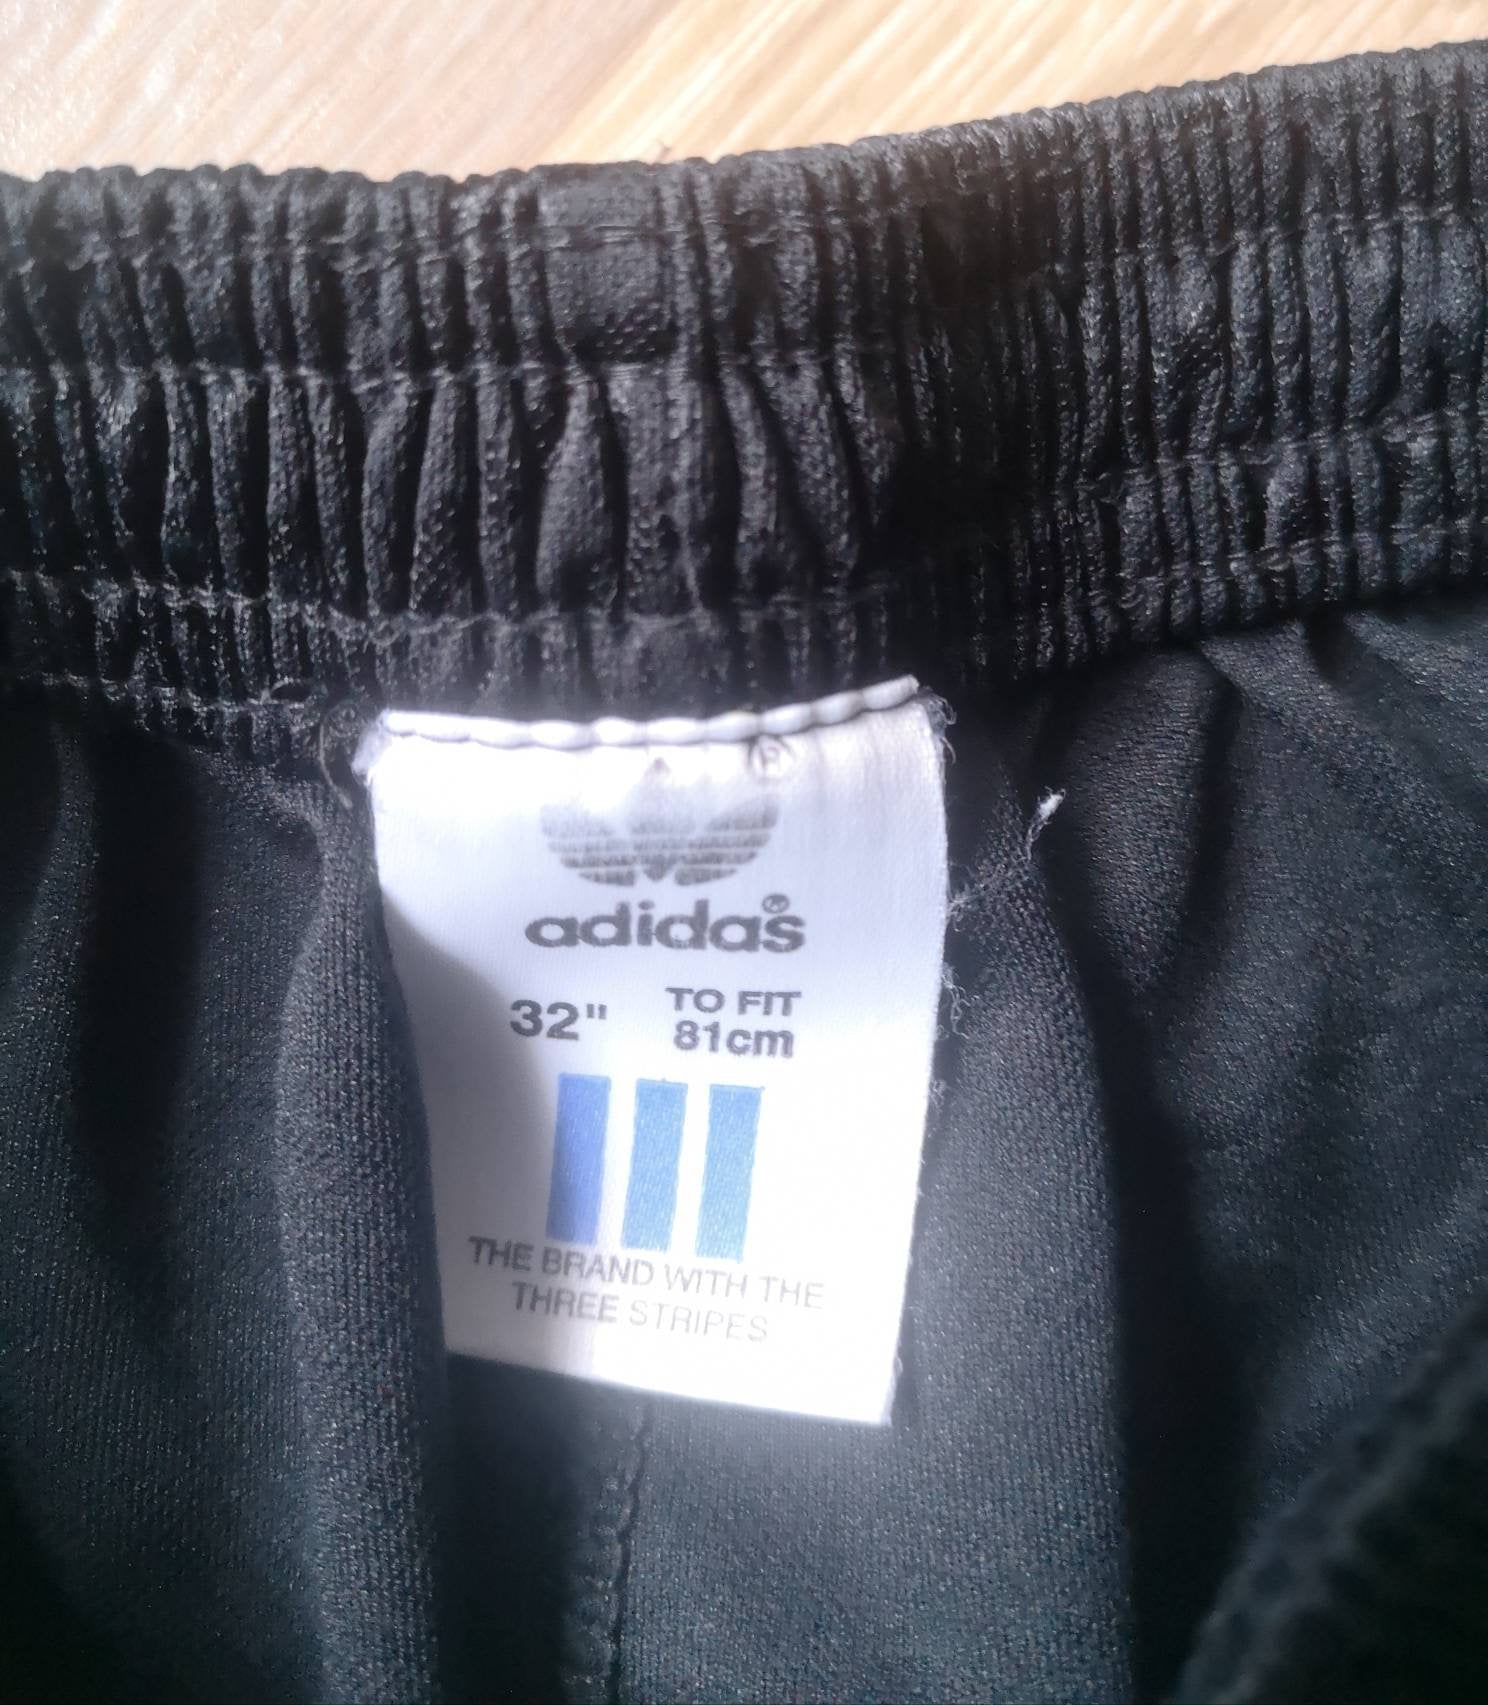 ®
adidas®
32" TO FIT
81cm
THE BRAND WITH THE
THREE STRIPES